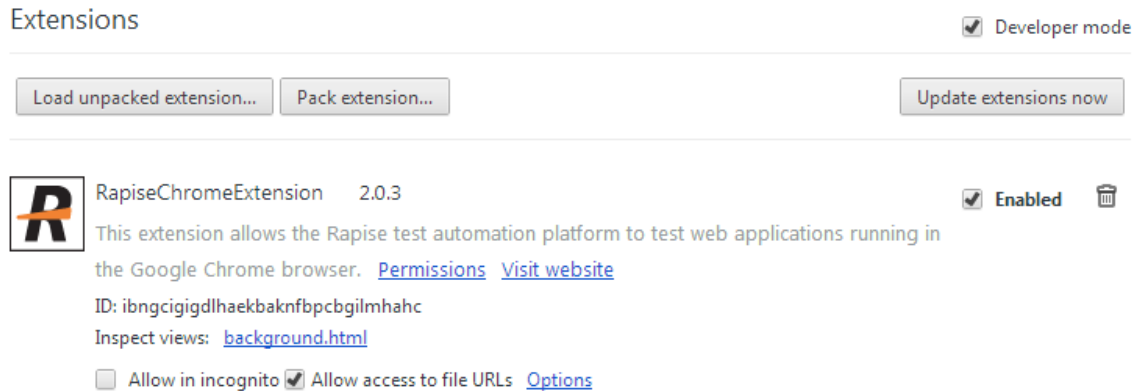 Extensions
Developer mode
Load unpacked extension... Pack extension... Update extensions now
RapiseChromeExtension 2.0.3
Enabled
This extension allows the Rapise test automation platform to test web applications running in
the Google Chrome browser. Permissions Visit website
ID: ibngcigigdlhaekbaknfbpcbgilmhahc
Inspect views: background.html
Allow in incognito Allow access to file URLs Options